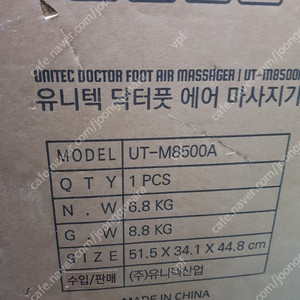 UNITEC DOCTOR FOOT AIR MASSAGER | UT-M8500
유니텍 닥터풋 에어 마사지기
MODEL UT-M8500A
Q T Y 1 PCS
N . W 6.8 KG
G . W 8.8 KG
S I Z E 51.5 X 34.1 X 44.8 cm
수입/판매 (주)유니텍산업
MADE IN CHINA